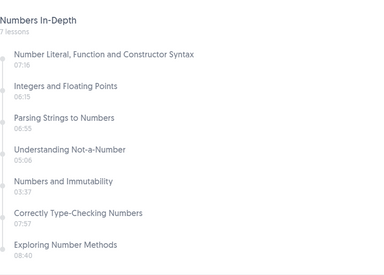 Numbers In-Depth
7 lessons
Number Literal, Function and Constructor Syntax
07:16
Integers and Floating Points
06:15
Parsing Strings to Numbers
06:55
Understanding Not-a-Number
05:06
Numbers and Immutability
03:37
Correctly Type-Checking Numbers
07:57
Exploring Number Methods
08:40